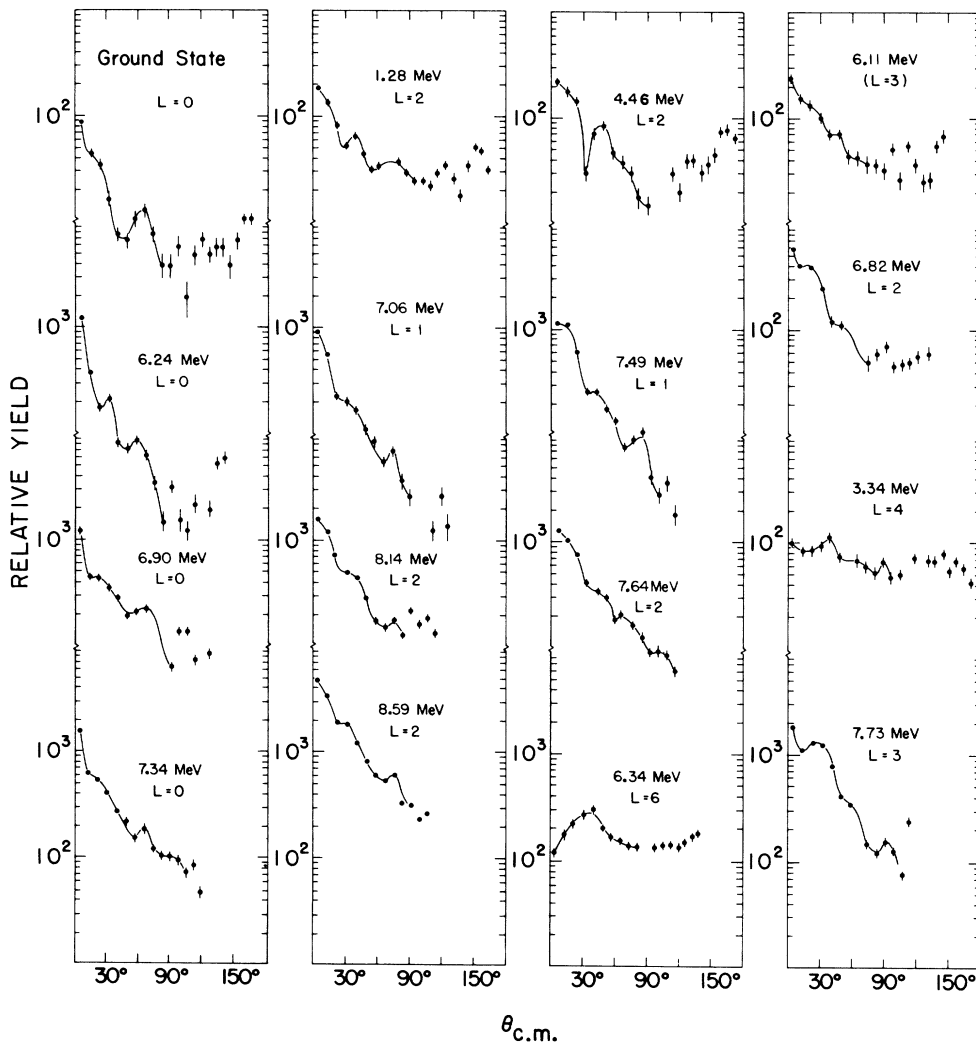 RELATIVE YIELD
Ground State
L=0
10²
6.24 MeV
L=0
10³
6.90 MeV
L=0
10³
7.34 MeV
L=0
10³
10²
30° 90° 150°
1.28 MeV
L=2
10²
7.06 MeV
L=1
10³
8.14 MeV
L=2
10³
8.59 MeV
L=2
10³
10²
30° 90° 150°
4.46 MeV
L=2
10²
7.49 MeV
L=1
10³
7.64 MeV
L=2
10³
6.34 MeV
L=6
10³
10²
30° 90° 150°
6.11 MeV
(L=3)
10²
6.82 MeV
L=2
10²
3.34 MeV
L=4
10²
7.73 MeV
L=3
10³
10²
30° 90° 150°
θc.m.